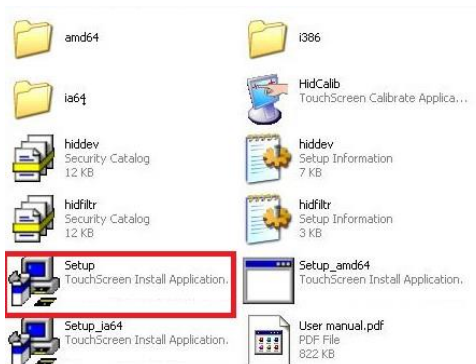 amd64
i386
ia64
HidCalib
TouchScreen Calibrate Applica...
hiddev
Security Catalog
12 KB
hiddev
Setup Information
7 KB
hidfiltr
Security Catalog
12 KB
hidfiltr
Setup Information
3 KB
Setup
TouchScreen Install Application.
Setup_amd64
TouchScreen Install Application.
Setup_ia64
TouchScreen Install Application.
User manual.pdf
PDF File
822 KB